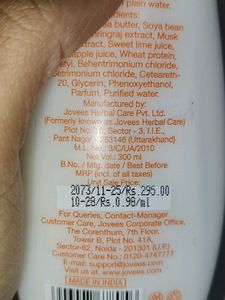 plain water.
Ingredients:
cabbage, Soya bean
Bhringraj extract, Musk
extract, Sweet lime juice,
apple juice, Wheat protein,
Cetyl, Behentrimonium chloride,
Cetrimonium chloride, Ceteareth-
20, Glycerin, Phenoxyethanol,
Parfum, Purified water.
Manufactured by:
Jovees Herbal Care Pvt. Ltd.
(Formerly known as Jovees Herbal Care)
Plot No. Sector - 3, I.I.E.,
Pant Nagar - 263146 (Uttarakhand)
M.L. No.: 3/C/UA/2010
Net Vol.: 300 ml
B.No./ Mfg. date / Best Before
MRP (incl. of all taxes)
Unit Sale Price:
2073/11-25/Rs.295.00
10-28/Rs.0.98/ml
For Queries, Contact-Manager
Customer Care, Jovees Corporate Office,
The Corenthum, 7th Floor,
Tower B, Plot No. 41A,
Sector-62, Noida - 201301 (U.P.)
Customer Care No.: 0120-4747777
E-mail: support@jovees.com
Visit us at: www.jovees.com
MADE IN INDIA